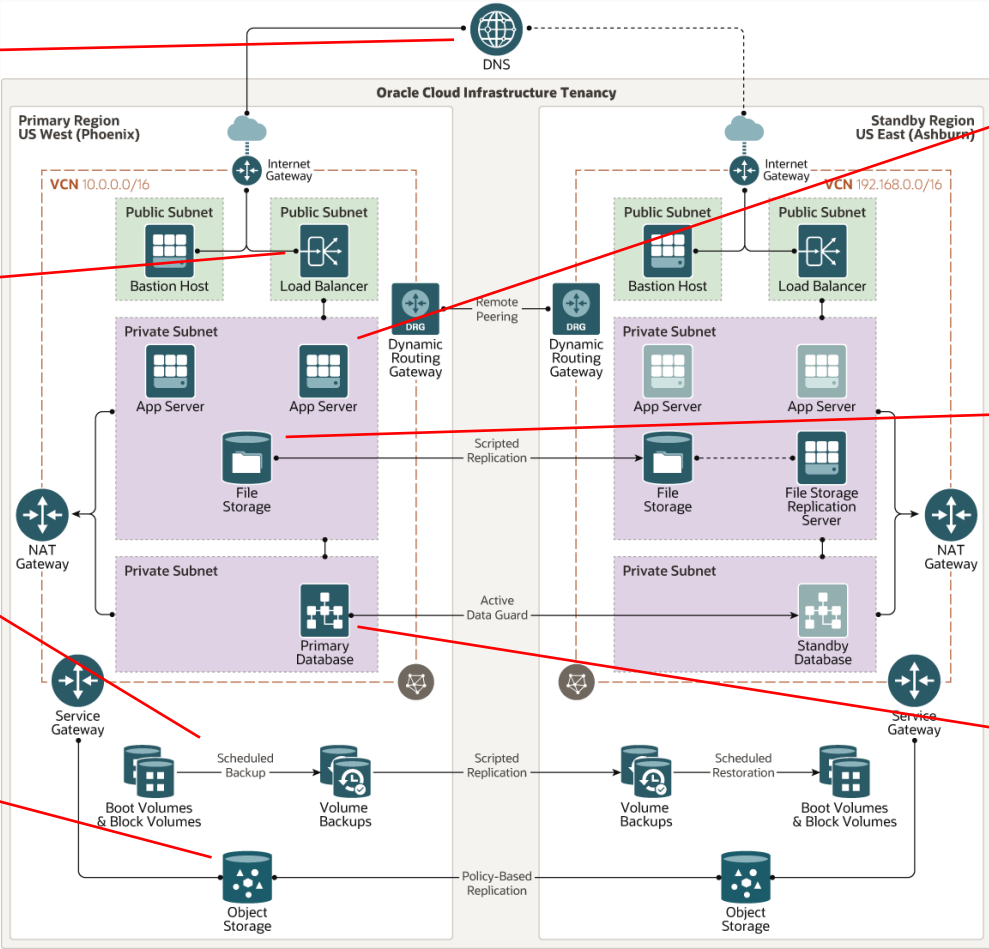 DNS
Oracle Cloud Infrastructure Tenancy
Primary Region
US West (Phoenix)
Internet
Gateway
VCN 10.0.0.0/16
Public Subnet
Bastion Host
Public Subnet
Load Balancer
DRG
Dynamic
Routing
Gateway
Private Subnet
App Server
App Server
File
Storage
NAT
Gateway
Private Subnet
Primary
Database
Service
Gateway
Boot Volumes
& Block Volumes
Scheduled
Backup
Volume
Backups
Object
Storage
Remote
Peering
Scripted
Replication
Active
Data Guard
Scripted
Replication
Policy-Based
Replication
Standby Region
US East (Ashburn)
Internet
Gateway
VCN 192.168.0.0/16
Public Subnet
Bastion Host
Public Subnet
Load Balancer
DRG
Dynamic
Routing
Gateway
Private Subnet
App Server
App Server
File
Storage
File Storage
Replication
Server
NAT
Gateway
Private Subnet
Standby
Database
Service
Gateway
Volume
Backups
Scheduled
Restoration
Boot Volumes
& Block Volumes
Object
Storage